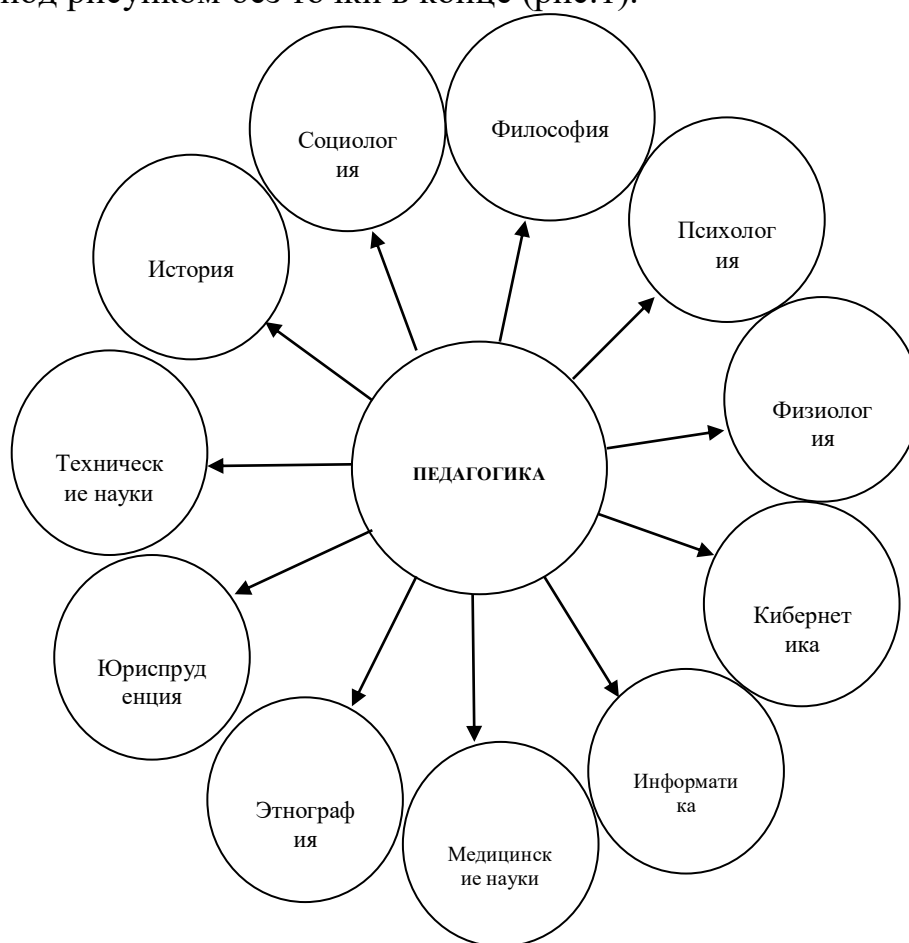 под рисунком без точки в конце (рис.1).
Философия
Социолог
ия
Психолог
ия
История
Физиолог
ия
Техническ
ие науки
ПЕДАГОГИКА
Кибернет
ика
Юриспруд
енция
Информати
ка
Этнограф
ия
Медицинск
ие науки